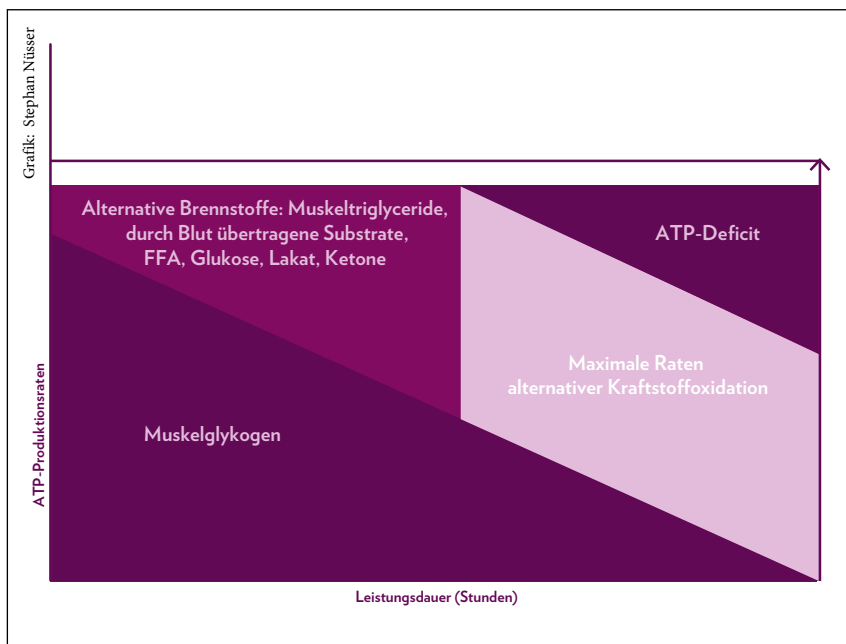 Grafik: Stephan Nüsser
Alternative Brennstoffe: Muskeltriglyceride,
durch Blut übertragene Substrate,
FFA, Glukose, Lakat, Ketone
ATP-Deficit
Maximale Raten
alternativer Kraftstoffoxidation
Muskelglykogen
ATP-Produktionsraten
Leistungsdauer (Stunden)